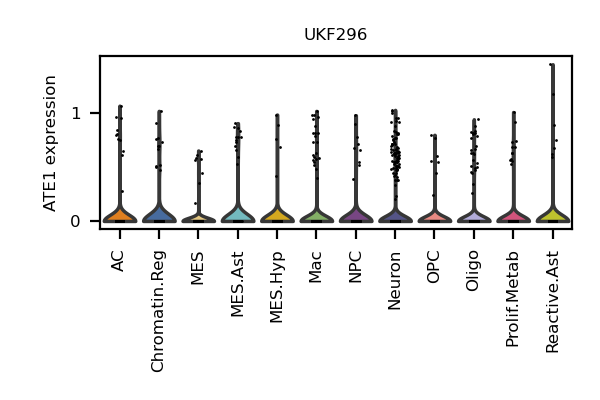 UKF296
ATE1 expression
1
0
AC
Chromatin.Reg
MES
MES.Ast
MES.Hyp
Mac
NPC
Neuron
OPC
Oligo
Prolif.Metab
Reactive.Ast